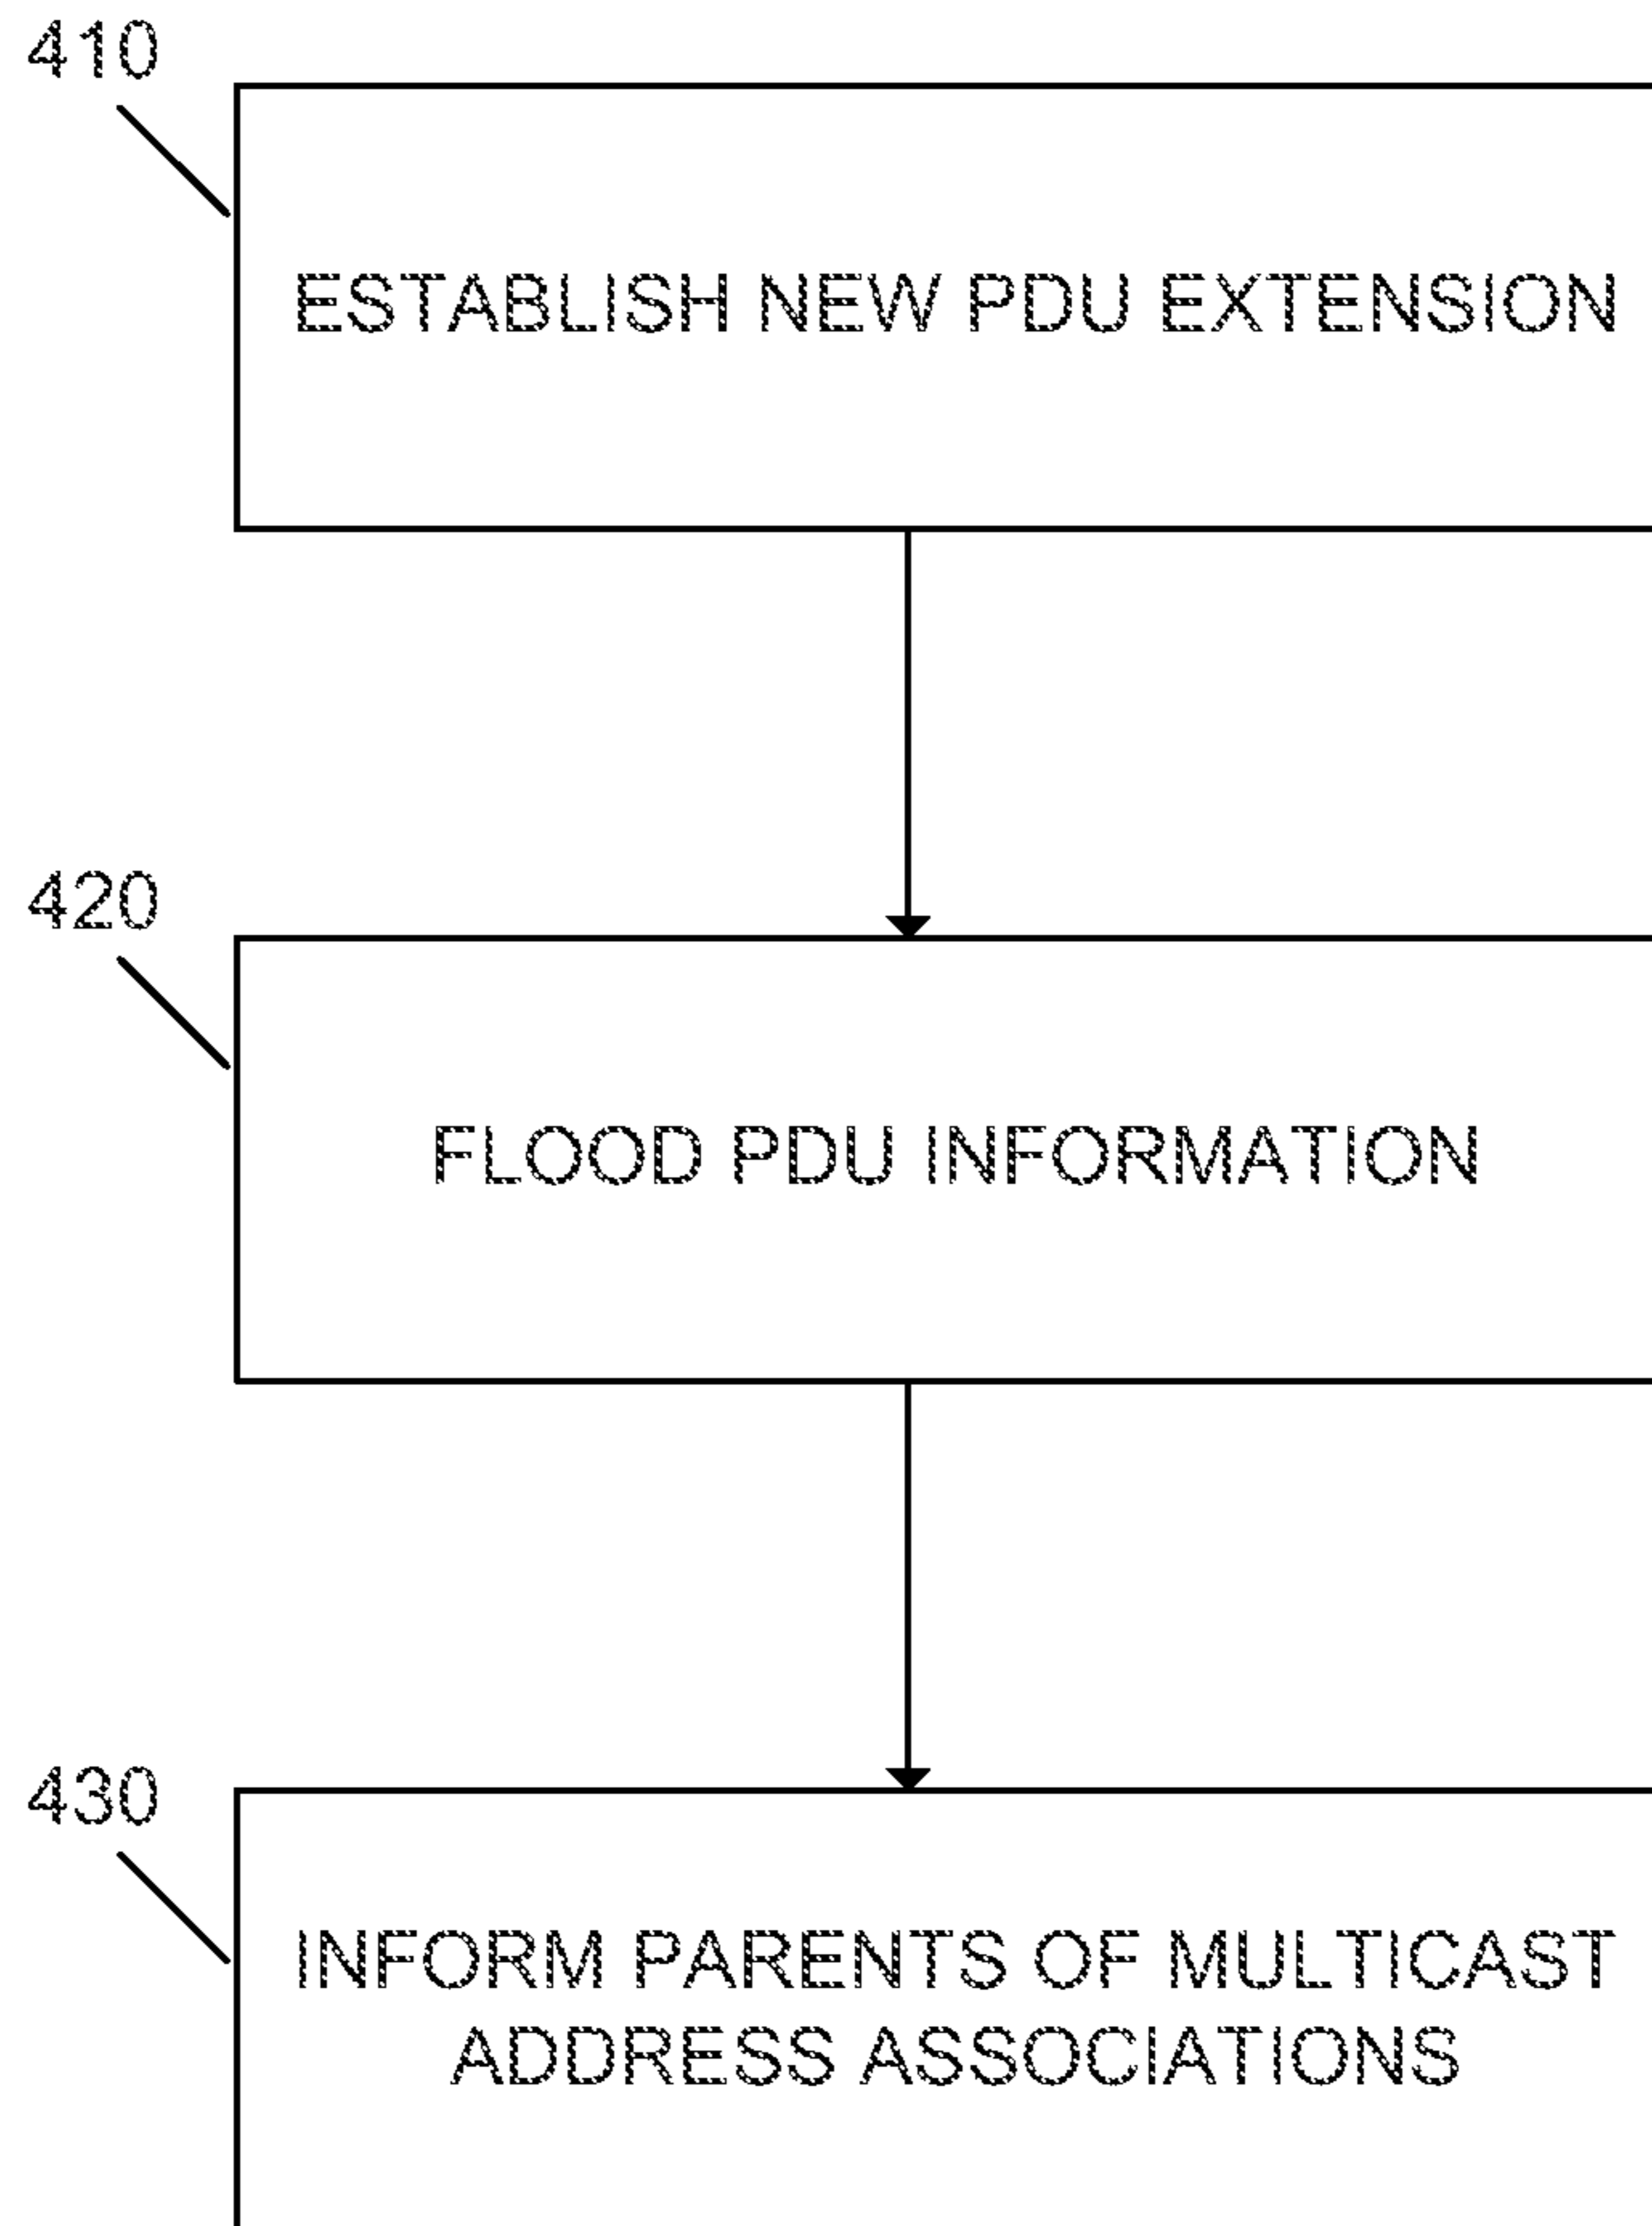 410
ESTABLISH NEW PDU EXTENSION
420
FLOOD PDU INFORMATION
430
INFORM PARENTS OF MULTICAST
ADDRESS ASSOCIATIONS